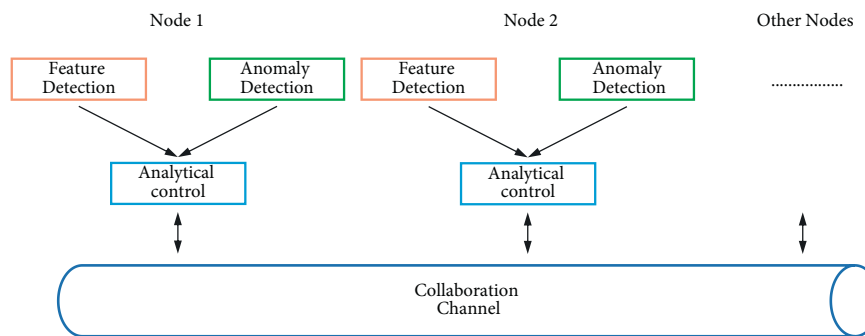 Node 1
Node 2
Other Nodes
Feature
Detection
Anomaly
Detection
Feature
Detection
Anomaly
Detection
.................
Analytical
control
Analytical
control
Collaboration
Channel